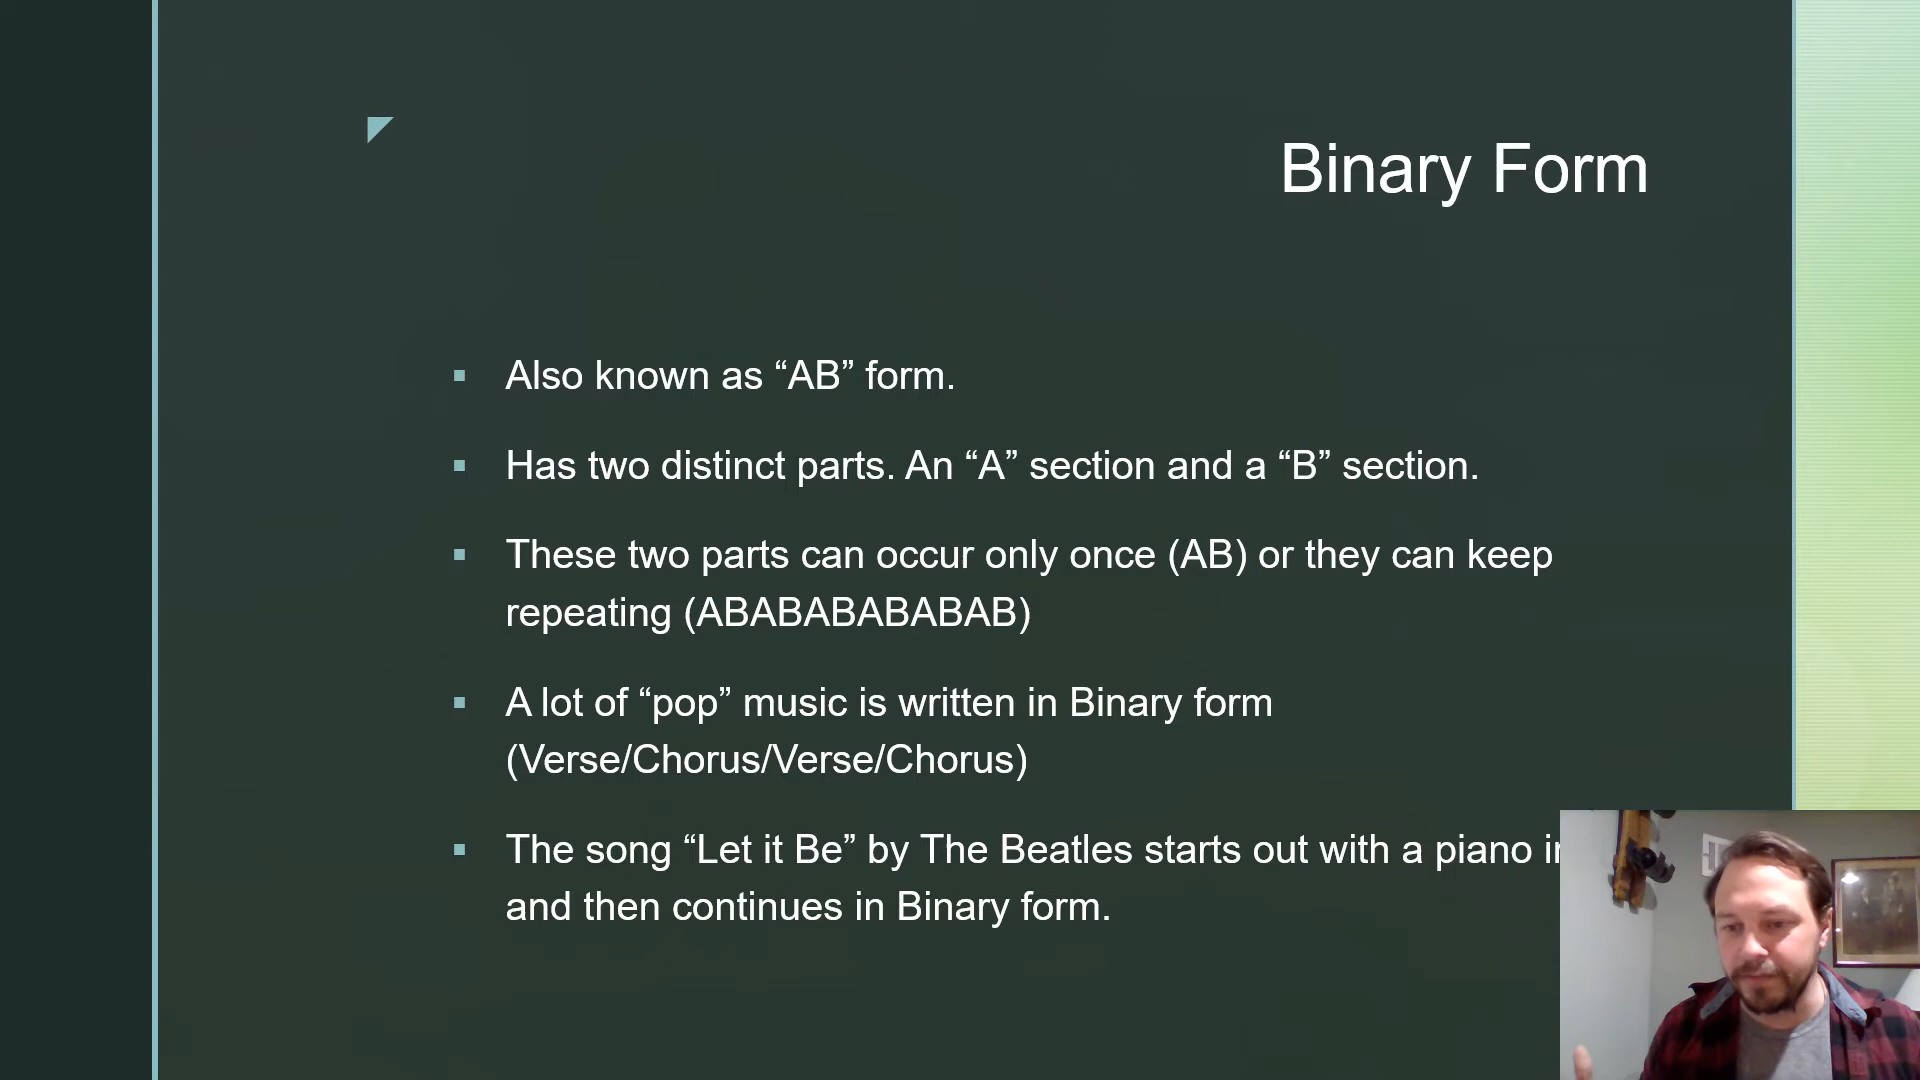 Binary Form
Also known as “AB” form.
Has two distinct parts. An “A” section and a “B” section.
These two parts can occur only once (AB) or they can keep
repeating (ABABABABABAB)
A lot of “pop” music is written in Binary form
(Verse/Chorus/Verse/Chorus)
The song “Let it Be” by The Beatles starts out with a piano
and then continues in Binary form.